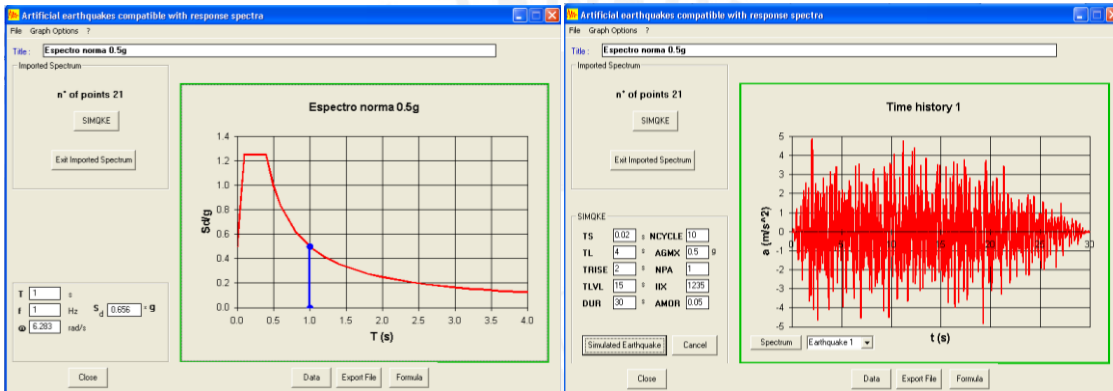 Artificial earthquakes compatible with response spectra
File Graph Options ?
Title : Espectro norma 0.5g
Imported Spectrum
n° of points 21
SIMQKE
Exit Imported Spectrum
Espectro norma 0.5g
Sd/g
1.4
1.2
1.0
0.8
0.6
0.4
0.2
0.0
0.0 0.5 1.0 1.5 2.0 2.5 3.0 3.5 4.0
T (s)
T 1 s
f 1 Hz Sd 0.656 * g
ω 6.283 rad/s
Close Data Export File Formula
Artificial earthquakes compatible with response spectra
File Graph Options ?
Title : Espectro norma 0.5g
Imported Spectrum
n° of points 21
SIMQKE
Exit Imported Spectrum
Time history 1
a (m/s^2)
5
4
3
2
1
0
-1
-2
-3
-4
-5
0 5 10 15 20 25 30
t (s)
SIMQKE
TS 0.02 s NCYCLE 10
TL 4 s AGMX 0.5 g
TRISE 2 s NPA 1
TLVL 15 s IIX 1235
DUR 30 s AMOR 0.05
Simulated Earthquake Cancel
Spectrum Earthquake 1
Close Data Export File Formula